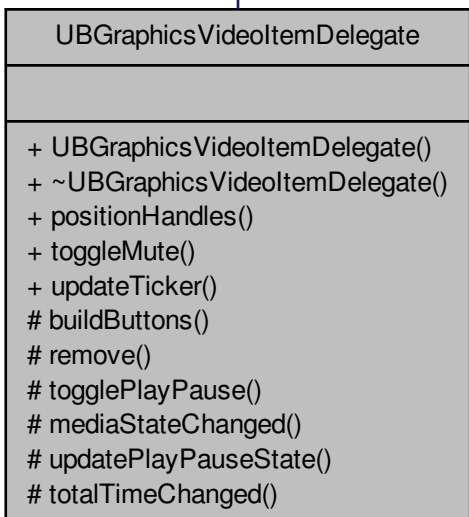 UBGraphicsVideoItemDelegate
+ UBGraphicsVideoItemDelegate()
+ ~UBGraphicsVideoItemDelegate()
+ positionHandles()
+ toggleMute()
+ updateTicker()
# buildButtons()
# remove()
# togglePlayPause()
# mediaStateChanged()
# updatePlayPauseState()
# totalTimeChanged()